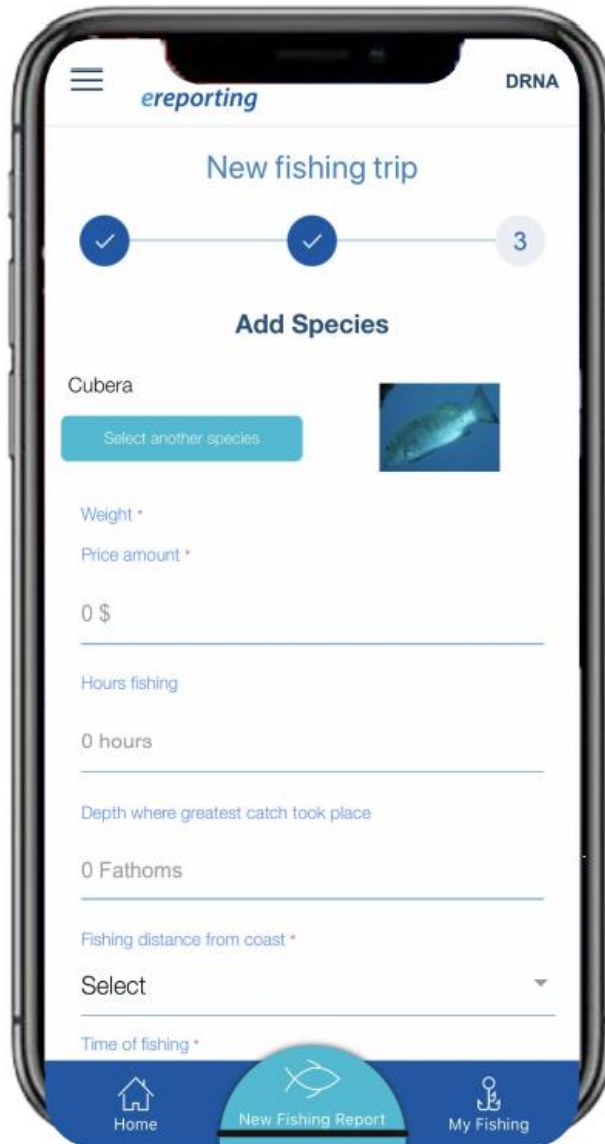 ereporting
DRNA
New fishing trip
3
Add Species
Cubera
Select another species
Weight *
Price amount *
0 $
Hours fishing
0 hours
Depth where greatest catch took place
0 Fathoms
Fishing distance from coast *
Select
Time of fishing *
Home
New Fishing Report
My Fishing